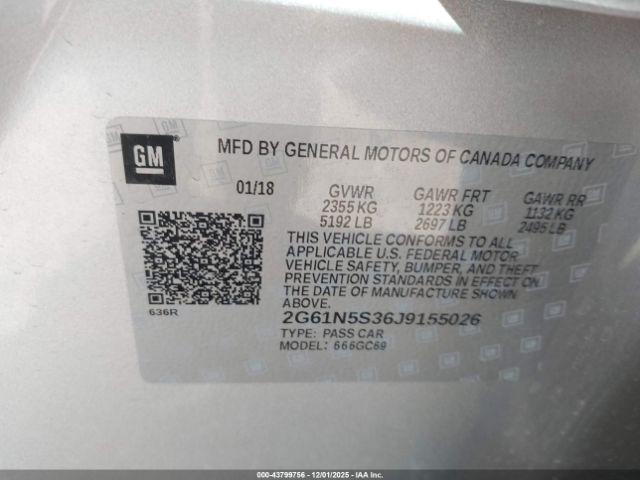 GM
MFD BY GENERAL MOTORS OF CANADA COMPANY
01/18 GVWR GAWR FRT GAWR RR
2355 KG 1223 KG 1132 KG
5192 LB 2697 LB 2495 LB
THIS VEHICLE CONFORMS TO ALL
APPLICABLE U.S. FEDERAL MOTOR
VEHICLE SAFETY, BUMPER, AND THEFT
PREVENTION STANDARDS IN EFFECT ON
THE DATE OF MANUFACTURE SHOWN
ABOVE.
636R
2G61N5S36J9155026
TYPE: PASS CAR
MODEL: 666GC69
000-43799756 - 12/01/2025 - IAA Inc.